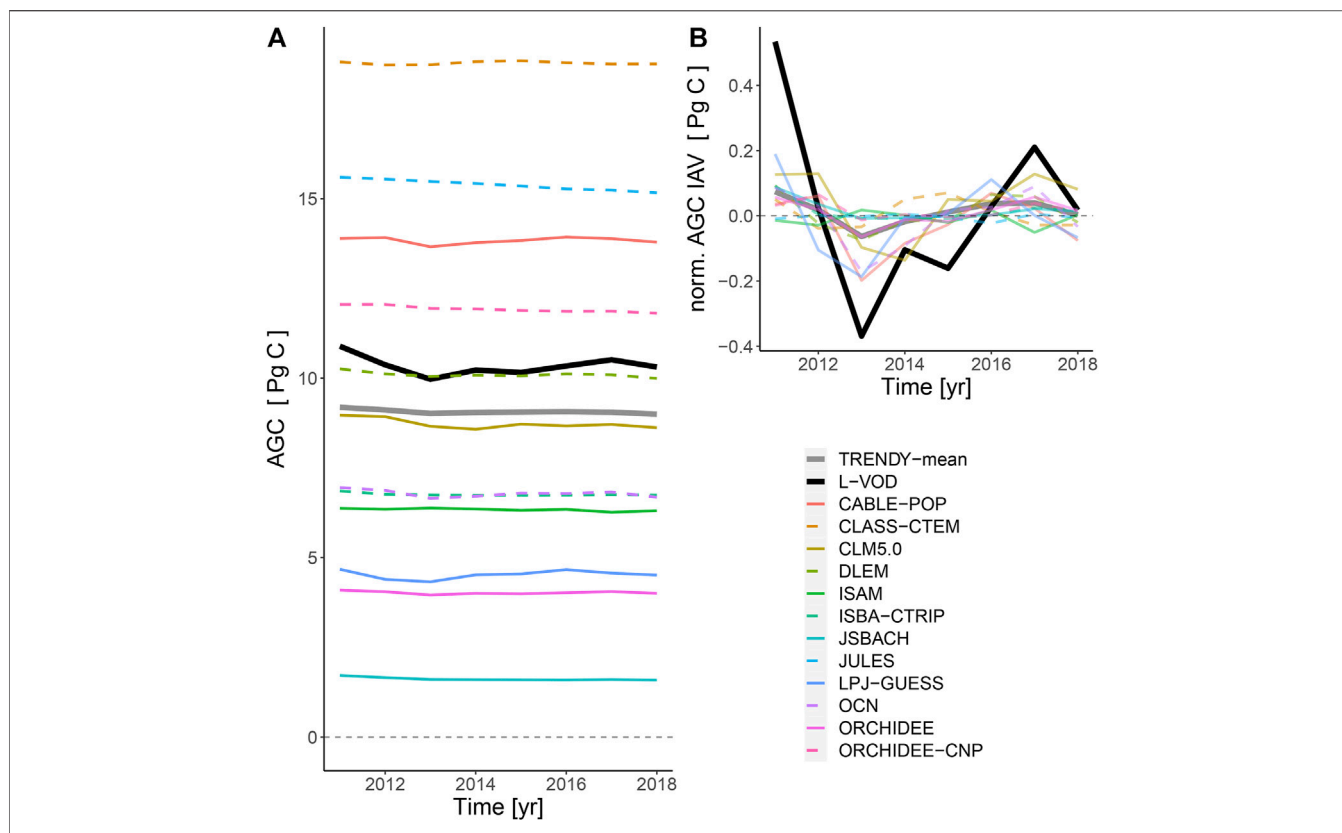 A
AGC [ Pg C ]
15
10
5
0
2012
2014
2016
2018
Time [yr]
B
norm. AGC IAV [ Pg C ]
0.4
0.2
0.0
−0.2
−0.4
2012
2014
2016
2018
Time [yr]
TRENDY−mean
L−VOD
CABLE−POP
CLASS−CTEM
CLM5.0
DLEM
ISAM
ISBA−CTRIP
JSBACH
JULES
LPJ−GUESS
OCN
ORCHIDEE
ORCHIDEE−CNP